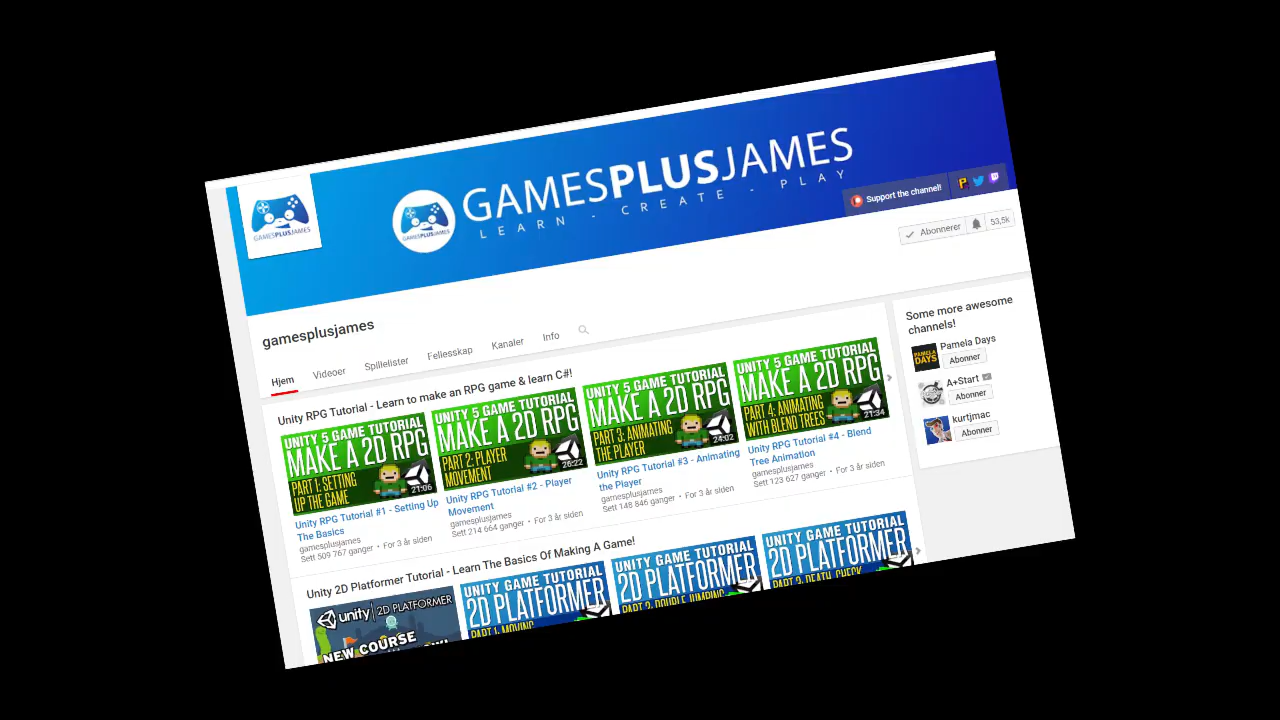 GAMESPLUSJAMES
LEARN - CREATE - PLAY
GAMESPLUSJAMES
GAMESPLUSJAMES
Support the channel!
Abonnerer
53,5k
gamesplusjames
Hjem
Videoer
Spillelister
Fellesskap
Kanaler
Info
Unity RPG Tutorial - Learn to make an RPG game & learn C#!
UNITY 5 GAME TUTORIAL
MAKE A 2D RPG
PART 1: SETTING
UP THE GAME
21:06
Unity RPG Tutorial #1 - Setting Up
The Basics
gamesplusjames
Sett 509 767 ganger • For 3 år siden
UNITY 5 GAME TUTORIAL
MAKE A 2D RPG
PART 2: PLAYER
MOVEMENT
26:22
Unity RPG Tutorial #2 - Player
Movement
gamesplusjames
Sett 214 664 ganger • For 3 år siden
UNITY 5 GAME TUTORIAL
MAKE A 2D RPG
PART 3: ANIMATING
THE PLAYER
24:02
Unity RPG Tutorial #3 - Animating
the Player
gamesplusjames
Sett 148 846 ganger • For 3 år siden
UNITY 5 GAME TUTORIAL
MAKE A 2D RPG
PART 4: ANIMATING
WITH BLEND TREES
21:34
Unity RPG Tutorial #4 - Blend
Tree Animation
gamesplusjames
Sett 123 627 ganger • For 3 år siden
Some more awesome
channels!
PAMELA
DAYS
Pamela Days
Abonner
A+Start
Abonner
kurtjmac
Abonner
Unity 2D Platformer Tutorial - Learn The Basics Of Making A Game!
unity 2D PLATFORMER
NEW COURSE
UNITY GAME TUTORIAL
2D PLATFORMER
PART 1: MOVING
UNITY GAME TUTORIAL
2D PLATFORMER
PART 2: DOUBLE JUMPING
UNITY GAME TUTORIAL
2D PLATFORMER
PART 3: DEATH, CHECK